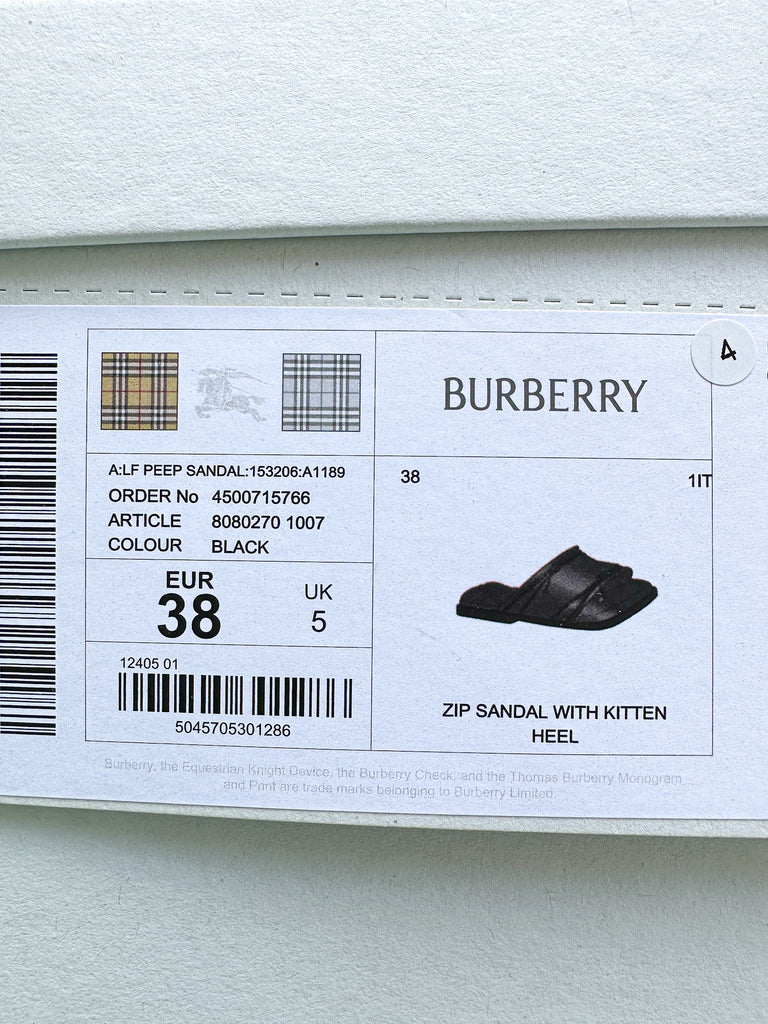 BURBERRY
4
A:LF PEEP SANDAL:153206:A1189
ORDER No 4500715766
ARTICLE 8080270 1007
COLOUR BLACK
EUR
38
UK
5
12405 01
5045705301286
38
1IT
ZIP SANDAL WITH KITTEN
HEEL
Burberry, the Equestrian Knight Device, the Burberry Check, and the Thomas Burberry Monogram
and Print are trade marks belonging to Burberry Limited.